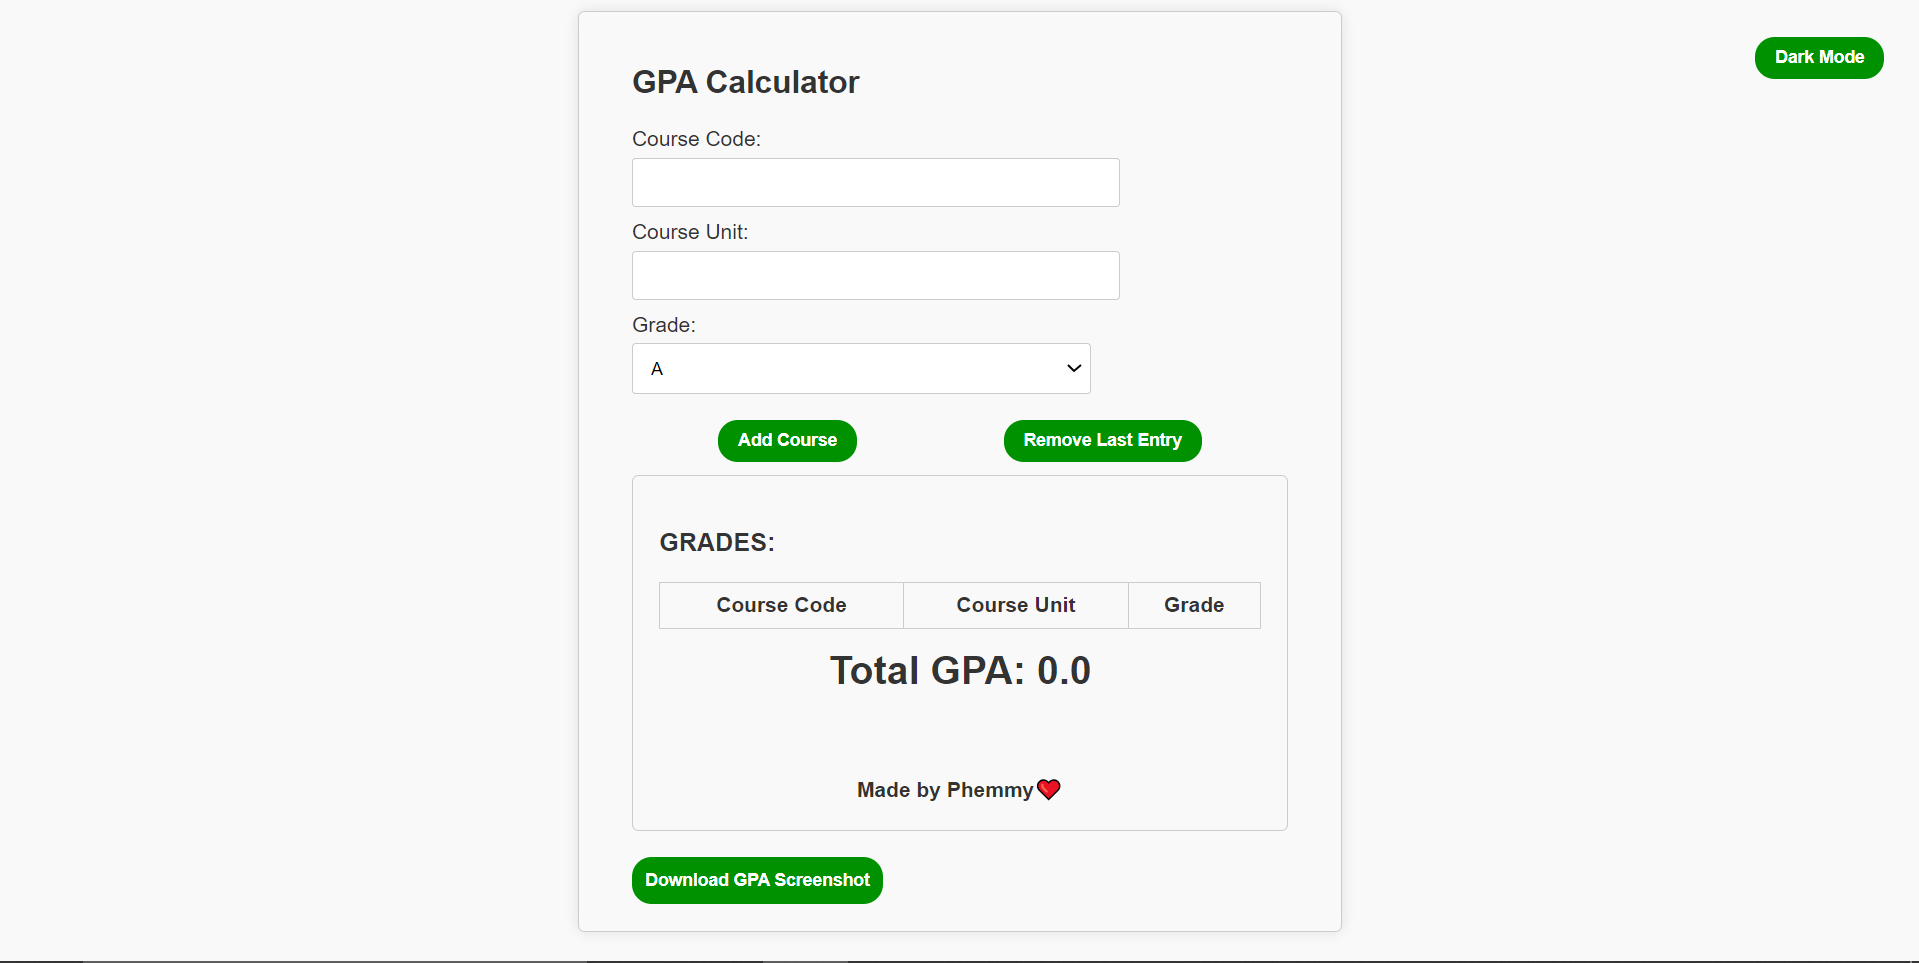 Dark Mode
GPA Calculator
Course Code:
Course Unit:
Grade:
A
Add Course Remove Last Entry
GRADES:
Course Code Course Unit Grade
Total GPA: 0.0
Made by Phemmy❤️
Download GPA Screenshot